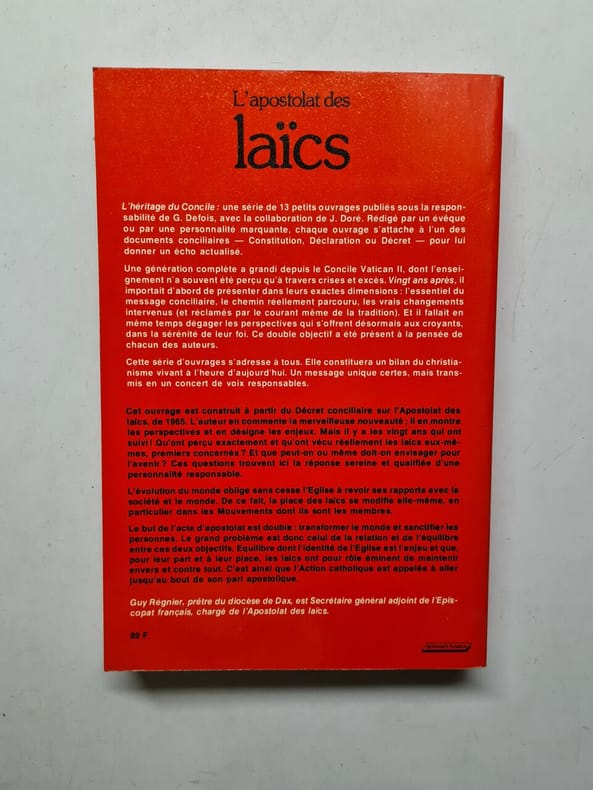 L'apostolat des
laïcs
L'héritage du Concile : une série de 13 petits ouvrages publiés sous la respon-
sabilité de G. Defois, avec la collaboration de J. Doré. Rédigé par un évêque
ou par une personnalité marquante, chaque ouvrage s'attache à l'un des
documents conciliaires — Constitution, Déclaration ou Décret — pour lui
donner un écho actualisé.
Une génération complète a grandi depuis le Concile Vatican II, dont l'ensei-
gnement n'a souvent été perçu qu'à travers crises et excès. Vingt ans après, il
importait d'abord de présenter dans leurs exactes dimensions : l'essentiel du
message conciliaire, le chemin réellement parcouru, les vrais changements
intervenus (et réclamés par le courant même de la tradition). Et il fallait en
même temps dégager les perspectives qui s'offrent désormais aux croyants,
dans la sérénité de leur foi. Ce double objectif a été présent à la pensée de
chacun des auteurs.
Cette série d'ouvrages s'adresse à tous. Elle constituera un bilan du christia-
nisme vivant à l'heure d'aujourd'hui. Un message unique certes, mais trans-
mis en un concert de voix responsables.
Cet ouvrage est construit à partir du Décret conciliaire sur l'Apostolat des
laïcs, de 1965. L'auteur en commente la merveilleuse nouveauté ; il en montre
les perspectives et en désigne les enjeux. Mais il y a les vingt ans qui ont
suivi ! Qu'ont perçu exactement et qu'ont vécu réellement les laïcs eux-mê-
mes, premiers concernés ? Et que peut-on ou même doit-on envisager pour
l'avenir ? Ces questions trouvent ici la réponse sereine et qualifiée d'une
personnalité responsable.
L'évolution du monde oblige sans cesse l'Eglise à revoir ses rapports avec la
société et le monde. De ce fait, la place des laïcs se modifie elle-même, en
particulier dans les Mouvements dont ils sont les membres.
Le but de l'acte d'apostolat est double : transformer le monde et sanctifier les
personnes. Le grand problème est donc celui de la relation et de l'équilibre
entre ces deux objectifs. Equilibre dont l'identité de l'Eglise est l'enjeu et que,
pour leur part et à leur place, les laïcs ont pour rôle éminent de maintenir
envers et contre tout. C'est ainsi que l'Action catholique est appelée à aller
jusqu'au bout de son pari apostolique.
Guy Régnier, prêtre du diocèse de Dax, est Secrétaire général adjoint de l'Epis-
copat français, chargé de l'Apostolat des laïcs.
89 F